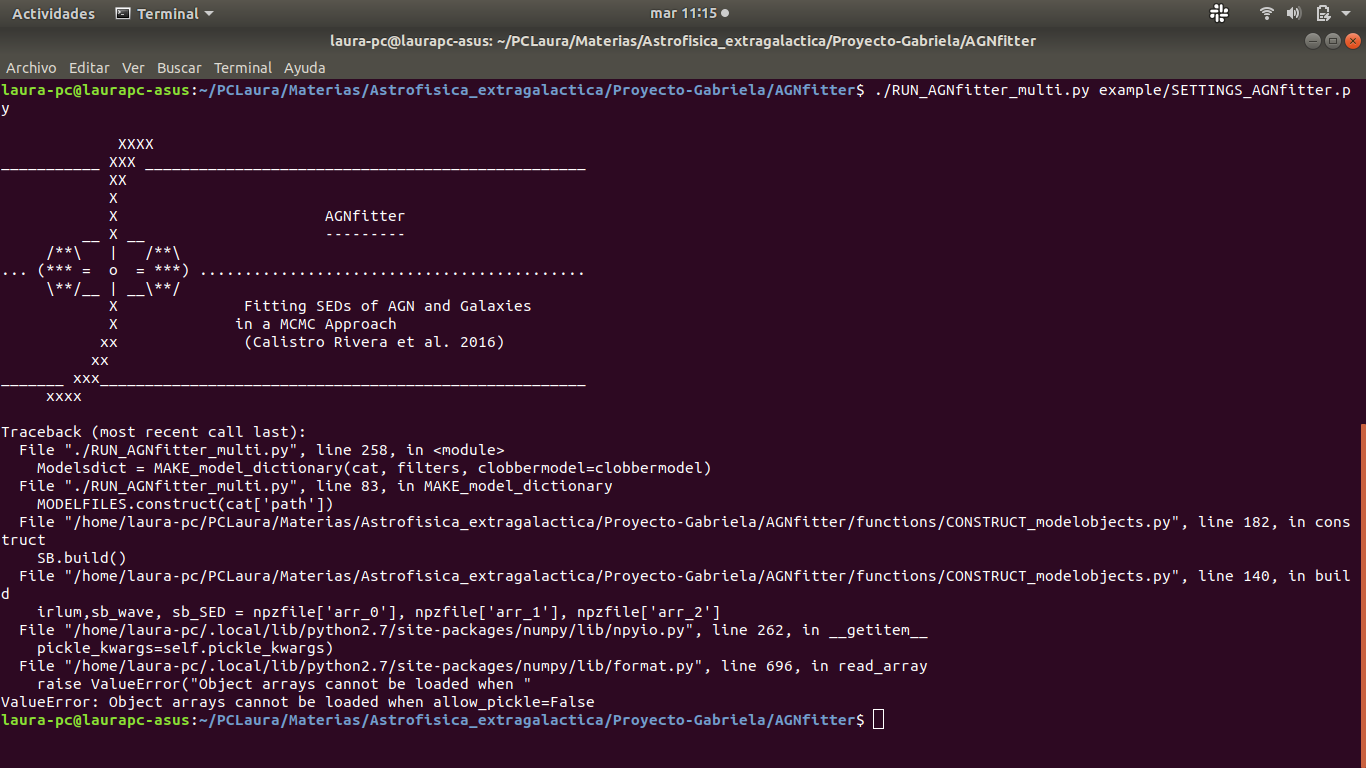 Actividades Terminal mar 11:15
laura-pc@laurapc-asus: ~/PCLaura/Materias/Astrofisica_extragalactica/Proyecto-Gabriela/AGNfitter
Archivo Editar Ver Buscar Terminal Ayuda
laura-pc@laurapc-asus:~/PCLaura/Materias/Astrofisica_extragalactica/Proyecto-Gabriela/AGNfitter$ ./RUN_AGNfitter_multi.py example/SETTINGS_AGNfitter.p
y
             XXXX
___________ XXX _________________________________________________
            XX
            X
            X                       AGNfitter
         __ X __                    ---------
     /**\   |   /**\
... (*** =  o  = ***) ...........................................
     \**/__ | __\**/
            X              Fitting SEDs of AGN and Galaxies
            X             in a MCMC Approach
           xx              (Calistro Rivera et al. 2016)
          xx
_______ xxx______________________________________________________
     xxxx
Traceback (most recent call last):
  File "./RUN_AGNfitter_multi.py", line 258, in <module>
    Modelsdict = MAKE_model_dictionary(cat, filters, clobbermodel=clobbermodel)
  File "./RUN_AGNfitter_multi.py", line 83, in MAKE_model_dictionary
    MODELFILES.construct(cat['path'])
  File "/home/laura-pc/PCLaura/Materias/Astrofisica_extragalactica/Proyecto-Gabriela/AGNfitter/functions/CONSTRUCT_modelobjects.py", line 182, in cons
truct
    SB.build()
  File "/home/laura-pc/PCLaura/Materias/Astrofisica_extragalactica/Proyecto-Gabriela/AGNfitter/functions/CONSTRUCT_modelobjects.py", line 140, in buil
d
    irlum,sb_wave, sb_SED = npzfile['arr_0'], npzfile['arr_1'], npzfile['arr_2']
  File "/home/laura-pc/.local/lib/python2.7/site-packages/numpy/lib/npyio.py", line 262, in __getitem__
    pickle_kwargs=self.pickle_kwargs)
  File "/home/laura-pc/.local/lib/python2.7/site-packages/numpy/lib/format.py", line 696, in read_array
    raise ValueError("Object arrays cannot be loaded when "
ValueError: Object arrays cannot be loaded when allow_pickle=False
laura-pc@laurapc-asus:~/PCLaura/Materias/Astrofisica_extragalactica/Proyecto-Gabriela/AGNfitter$